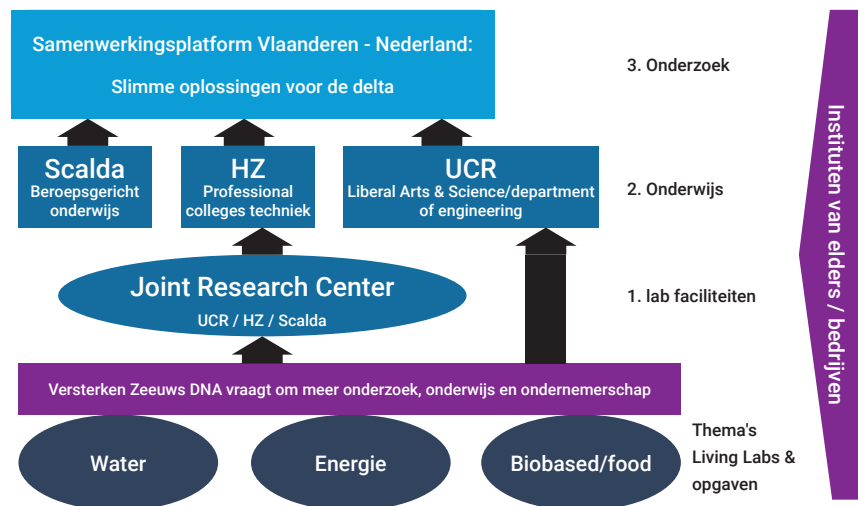 Samenwerkingsplatform Vlaanderen - Nederland:
Slimme oplossingen voor de delta
3. Onderzoek
Scalda
Beroepsgericht
onderwijs
HZ
Professional
colleges techniek
UCR
Liberal Arts & Science/department
of engineering
2. Onderwijs
Joint Research Center
UCR / HZ / Scalda
1. lab faciliteiten
Versterken Zeeuws DNA vraagt om meer onderzoek, onderwijs en ondernemerschap
Water
Energie
Biobased/food
Thema's
Living Labs &
opgaven
Instituten van elders / bedrijven